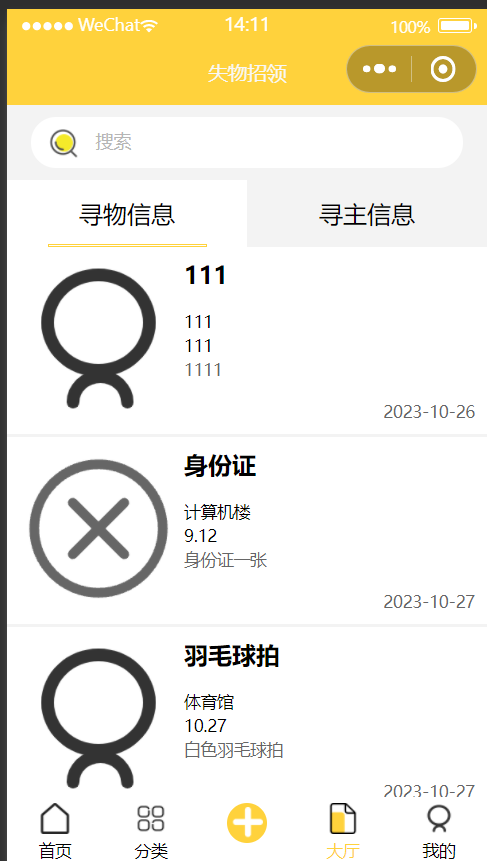 WeChat 14:11 100%
失物招领
搜索
寻物信息 寻主信息
111
111
111
1111
2023-10-26
身份证
计算机楼
9.12
身份证一张
2023-10-27
羽毛球拍
体育馆
10.27
白色羽毛球拍
2023-10-27
首页 分类 大厅 我的